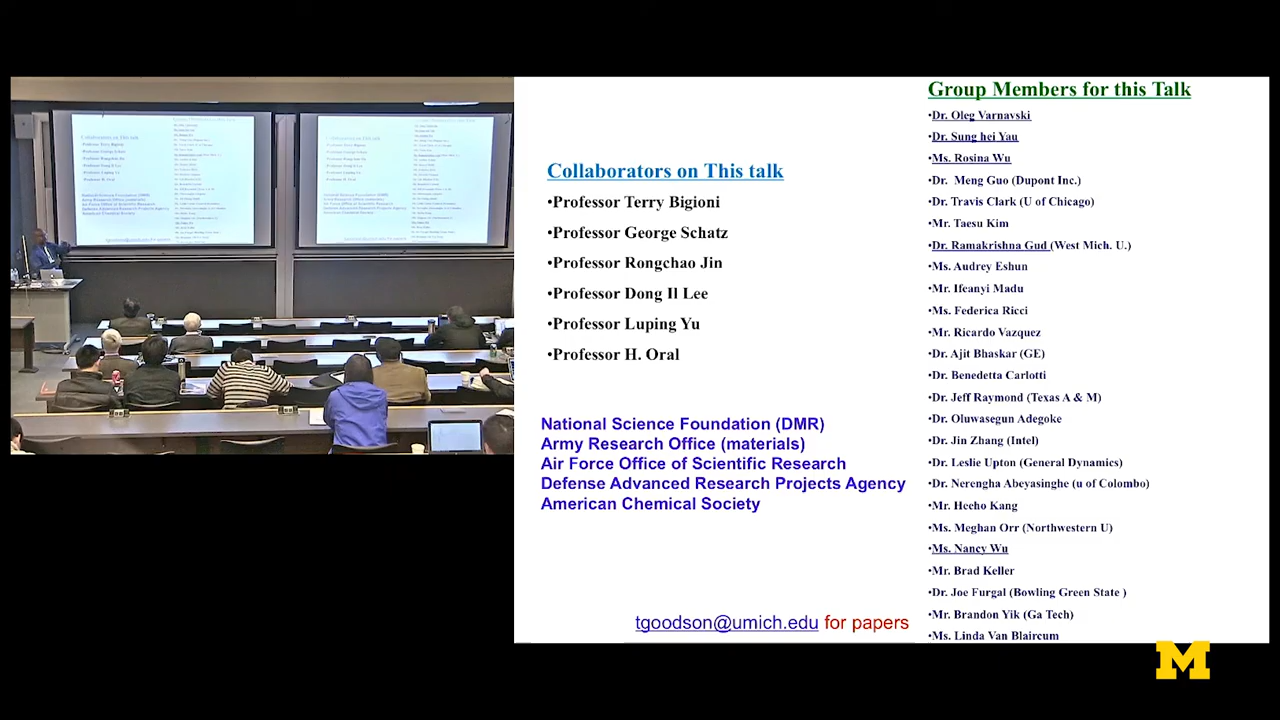 Collaborators on This talk
•Professor Terry Bigioni
•Professor George Schatz
•Professor Rongchao Jin
•Professor Dong Il Lee
•Professor Luping Yu
•Professor H. Oral
National Science Foundation (DMR)
Army Research Office (materials)
Air Force Office of Scientific Research
Defense Advanced Research Projects Agency
American Chemical Society
tgoodson@umich.edu for papers
Group Members for this Talk
•Dr. Oleg Varnavski
•Dr. Sung hei Yau
•Ms. Rosina Wu
•Dr. Meng Guo (Dupont Inc.)
•Dr. Travis Clark (U of Chicago)
•Mr. Taesu Kim
•Dr. Ramakrishna Gud (West Mich. U.)
•Ms. Audrey Eshun
•Mr. Ifeanyi Madu
•Ms. Federica Ricci
•Mr. Ricardo Vazquez
•Dr. Ajit Bhaskar (GE)
•Dr. Benedetta Carlotti
•Dr. Jeff Raymond (Texas A & M)
•Dr. Oluwasegun Adegoke
•Dr. Jin Zhang (Intel)
•Dr. Leslie Upton (General Dynamics)
•Dr. Nerengha Abeyasinghe (u of Colombo)
•Mr. Heeho Kang
•Ms. Meghan Orr (Northwestern U)
•Ms. Nancy Wu
•Mr. Brad Keller
•Dr. Joe Furgal (Bowling Green State )
•Mr. Brandon Yik (Ga Tech)
•Ms. Linda Van Blaircum
M